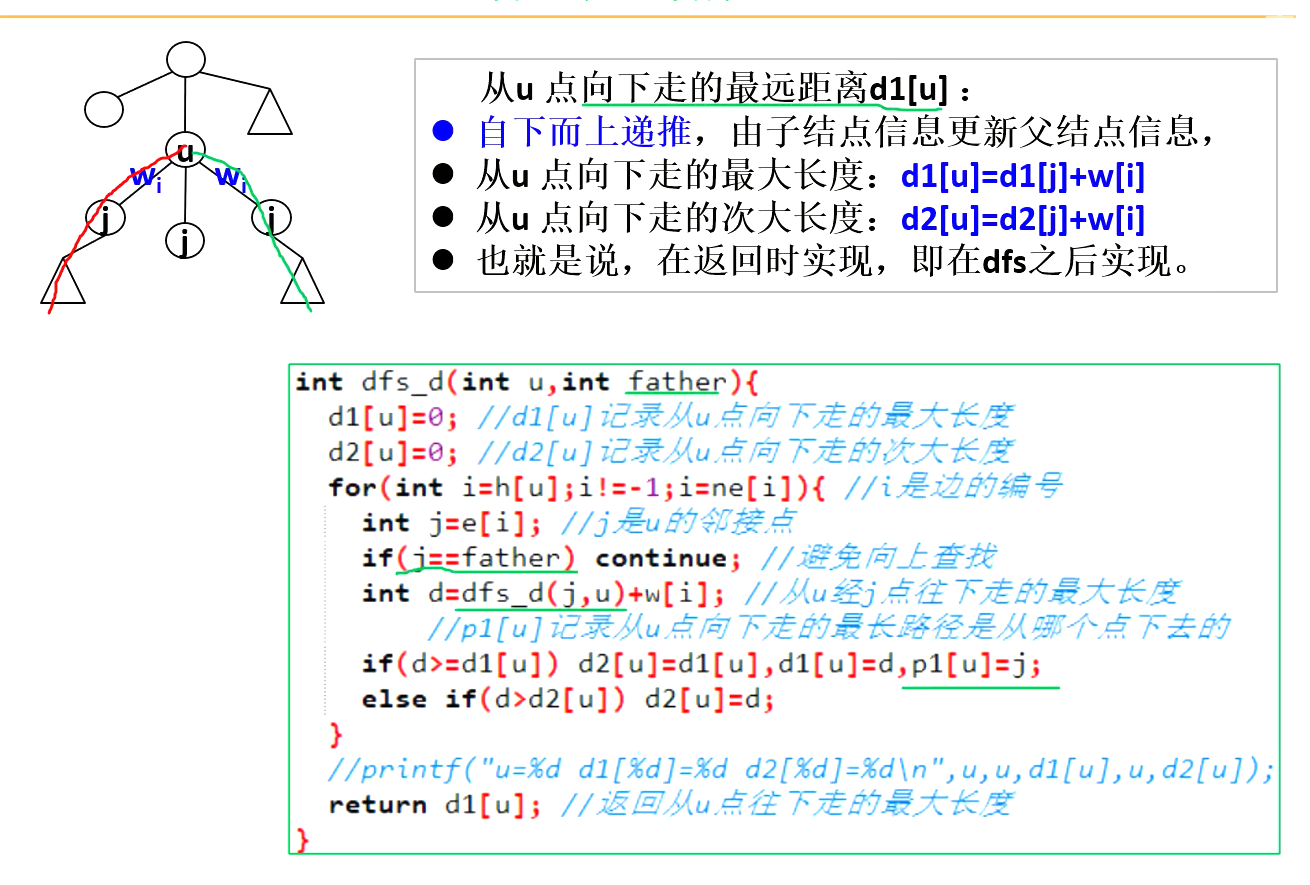 u
wi
wi
j
j
j
从u 点向下走的最远距离d1[u]：
自下而上递推，由子结点信息更新父结点信息，
从u 点向下走的最大长度：d1[u]=d1[j]+w[i]
从u 点向下走的次大长度：d2[u]=d2[j]+w[i]
也就是说，在返回时实现，即在dfs之后实现。
int dfs_d(int u,int father){
d1[u]=0; //d1[u]记录从u点向下走的最大长度
d2[u]=0; //d2[u]记录从u点向下走的次大长度
for(int i=h[u];i!=-1;i=ne[i]){ //i是边的编号
int j=e[i]; //j是u的邻接点
if(j==father) continue; //避免向上查找
int d=dfs_d(j,u)+w[i]; //从u经j点往下走的最大长度
//p1[u]记录从u点向下走的最长路径是从哪个点下去的
if(d>=d1[u]) d2[u]=d1[u],d1[u]=d,p1[u]=j;
else if(d>d2[u]) d2[u]=d;
}
//printf("u=%d d1[%d]=%d d2[%d]=%d\n",u,u,d1[u],u,d2[u]);
return d1[u]; //返回从u点往下走的最大长度
}